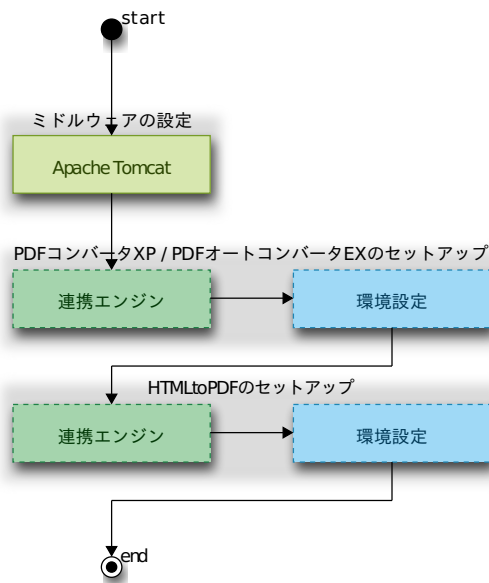 start
ミドルウェアの設定
Apache Tomcat
PDFコンバータXP / PDFオートコンバータEXのセットアップ
連携エンジン
環境設定
HTMLtoPDFのセットアップ
連携エンジン
環境設定
end